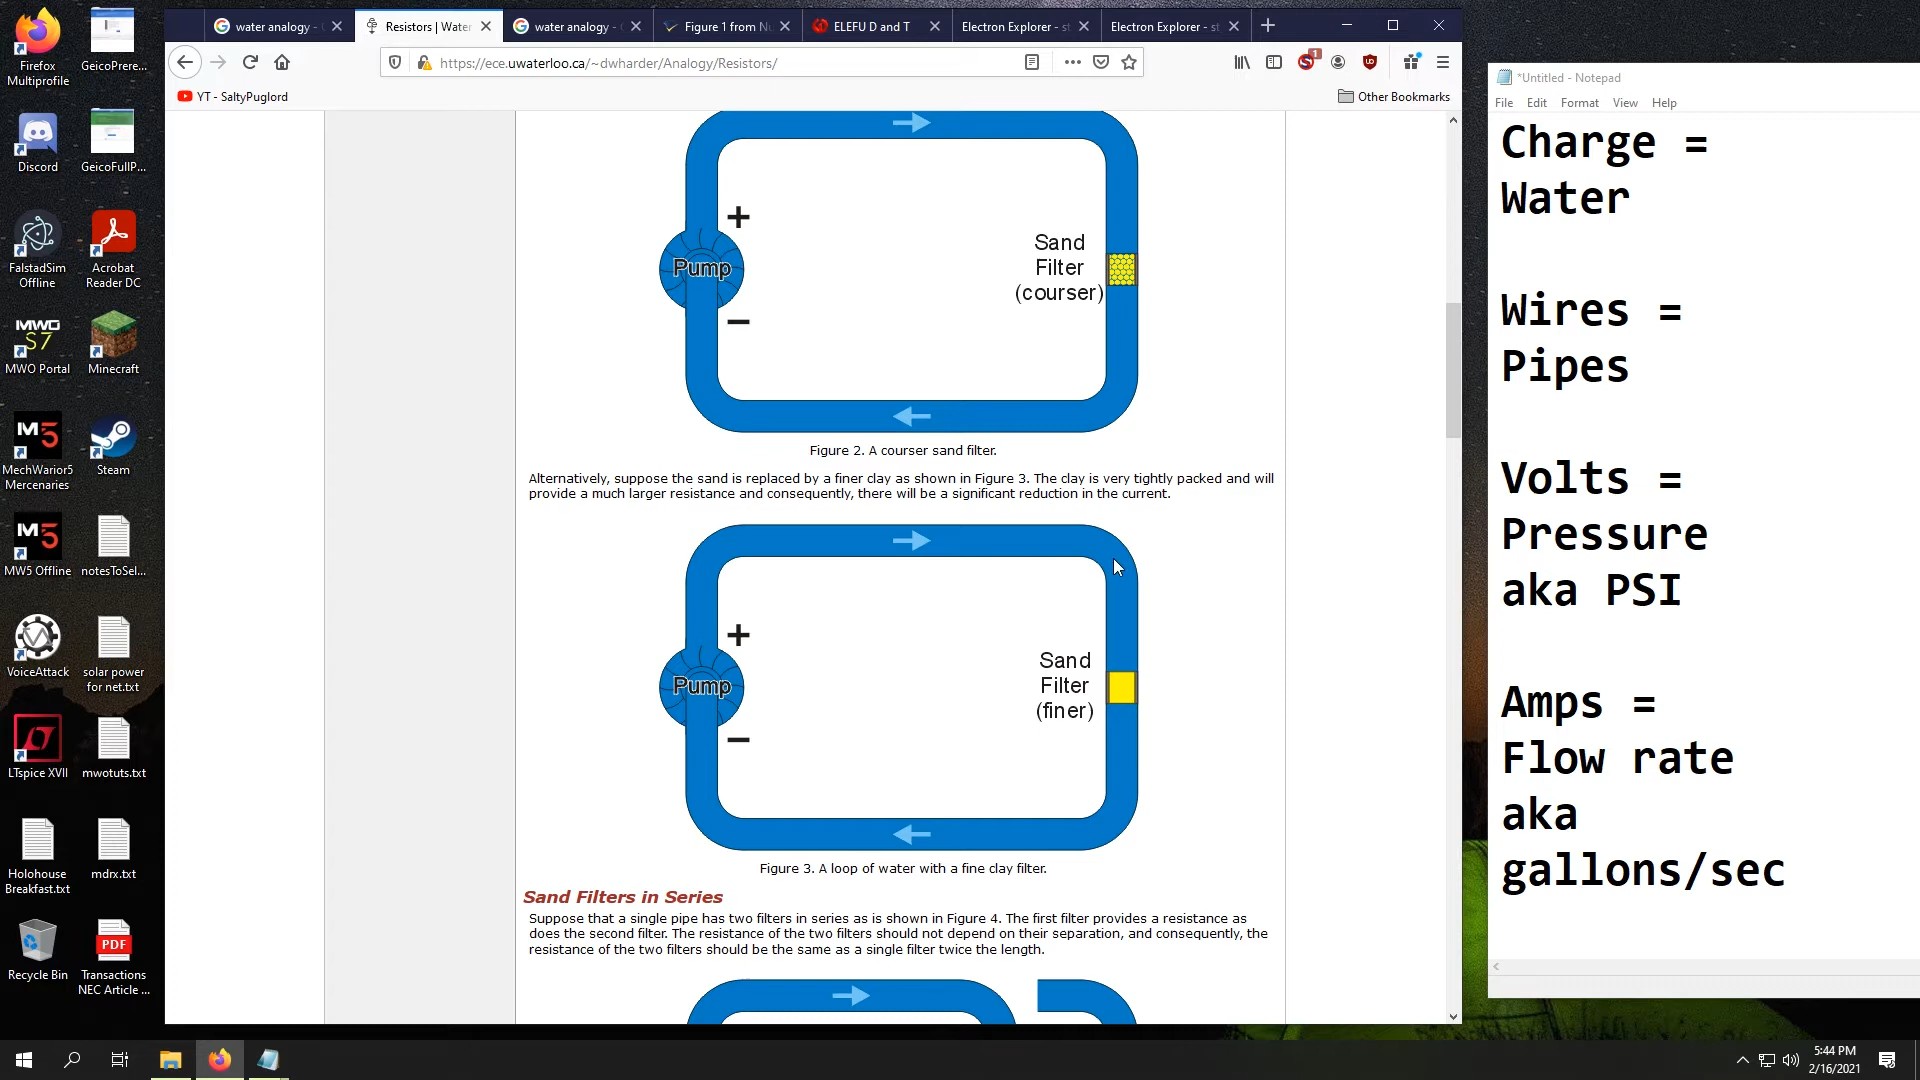 Firefox
Multiprofile
GeicoPrere...
Discord
GeicoFullP...
FalstadSim
Offline
Acrobat
Reader DC
MWO
S7
MWO Portal
Minecraft
M5
MechWarior5
Mercenaries
Steam
M5
MW5 Offline
notesToSel...
VoiceAttack
solar power
for net.txt
LTspice XVII
mwotuts.txt
Holohouse
Breakfast.txt
mdrx.txt
Recycle Bin
PDF
Transactions
NEC Article ...
water analogy -
Resistors | Water
water analogy -
Figure 1 from Nu
ELEFU D and T
Electron Explorer - st
Electron Explorer - st
https://ece.uwaterloo.ca/~dwharder/Analogy/Resistors/
1
YT - SaltyPuglord
Other Bookmarks
+
Pump
−
Sand
Filter
(courser)
Figure 2. A courser sand filter.
Alternatively, suppose the sand is replaced by a finer clay as shown in Figure 3. The clay is very tightly packed and will
provide a much larger resistance and consequently, there will be a significant reduction in the current.
+
Pump
−
Sand
Filter
(finer)
Figure 3. A loop of water with a fine clay filter.
Sand Filters in Series
Suppose that a single pipe has two filters in series as is shown in Figure 4. The first filter provides a resistance as
does the second filter. The resistance of the two filters should not depend on their separation, and consequently, the
resistance of the two filters should be the same as a single filter twice the length.
*Untitled - Notepad
File Edit Format View Help
Charge =
Water
Wires =
Pipes
Volts =
Pressure
aka PSI
Amps =
Flow rate
aka
gallons/sec
5:44 PM
2/16/2021